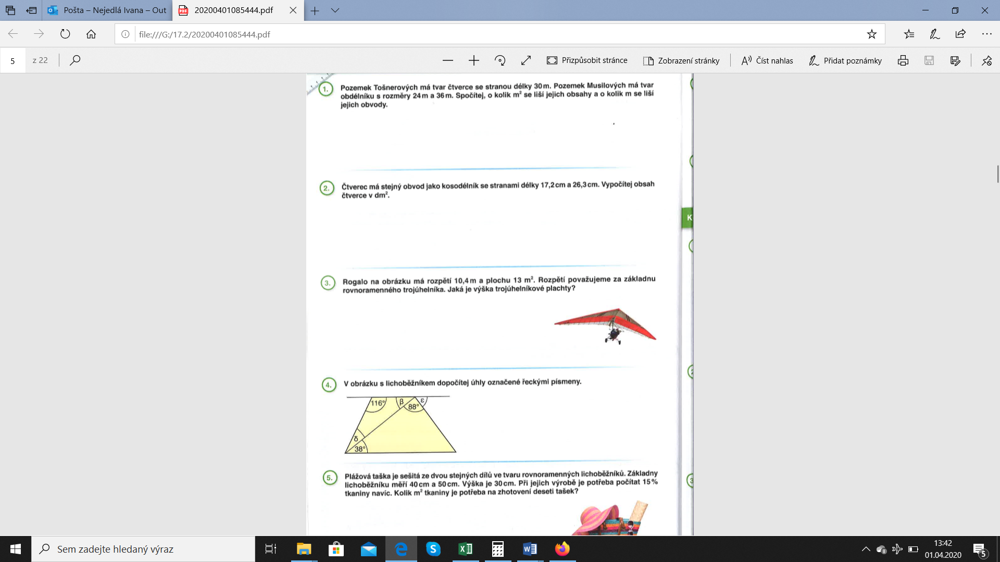 Pošta – Nejedlá Ivana – Out
20200401085444.pdf
file:///G:/17.2/20200401085444.pdf
5 z 22
Přizpůsobit stránce
Zobrazení stránky
Číst nahlas
Přidat poznámky
1. Pozemek Tošnerových má tvar čtverce se stranou délky 30 m. Pozemek Musilových má tvar
obdélníku s rozměry 24 m a 36 m. Spočítej, o kolik m² se liší jejich obsahy a o kolik m se liší
jejich obvody.
2. Čtverec má stejný obvod jako kosodélník se stranami délky 17,2 cm a 26,3 cm. Vypočítej obsah
čtverce v dm².
K
3. Rogalo na obrázku má rozpětí 10,4 m a plochu 13 m². Rozpětí považujeme za základnu
rovnoramenného trojúhelníka. Jaká je výška trojúhelníkové plachty?
4. V obrázku s lichoběžníkem dopočítej úhly označené řeckými písmeny.
116° β ε
88°
δ
38°
5. Plážová taška je sešitá ze dvou stejných dílů ve tvaru rovnoramenných lichoběžníků. Základny
lichoběžníku měří 40 cm a 50 cm. Výška je 30 cm. Při jejich výrobě je potřeba počítat 15 %
tkaniny navíc. Kolik m² tkaniny je potřeba na zhotovení deseti tašek?
Sem zadejte hledaný výraz
13:42
01.04.2020
5